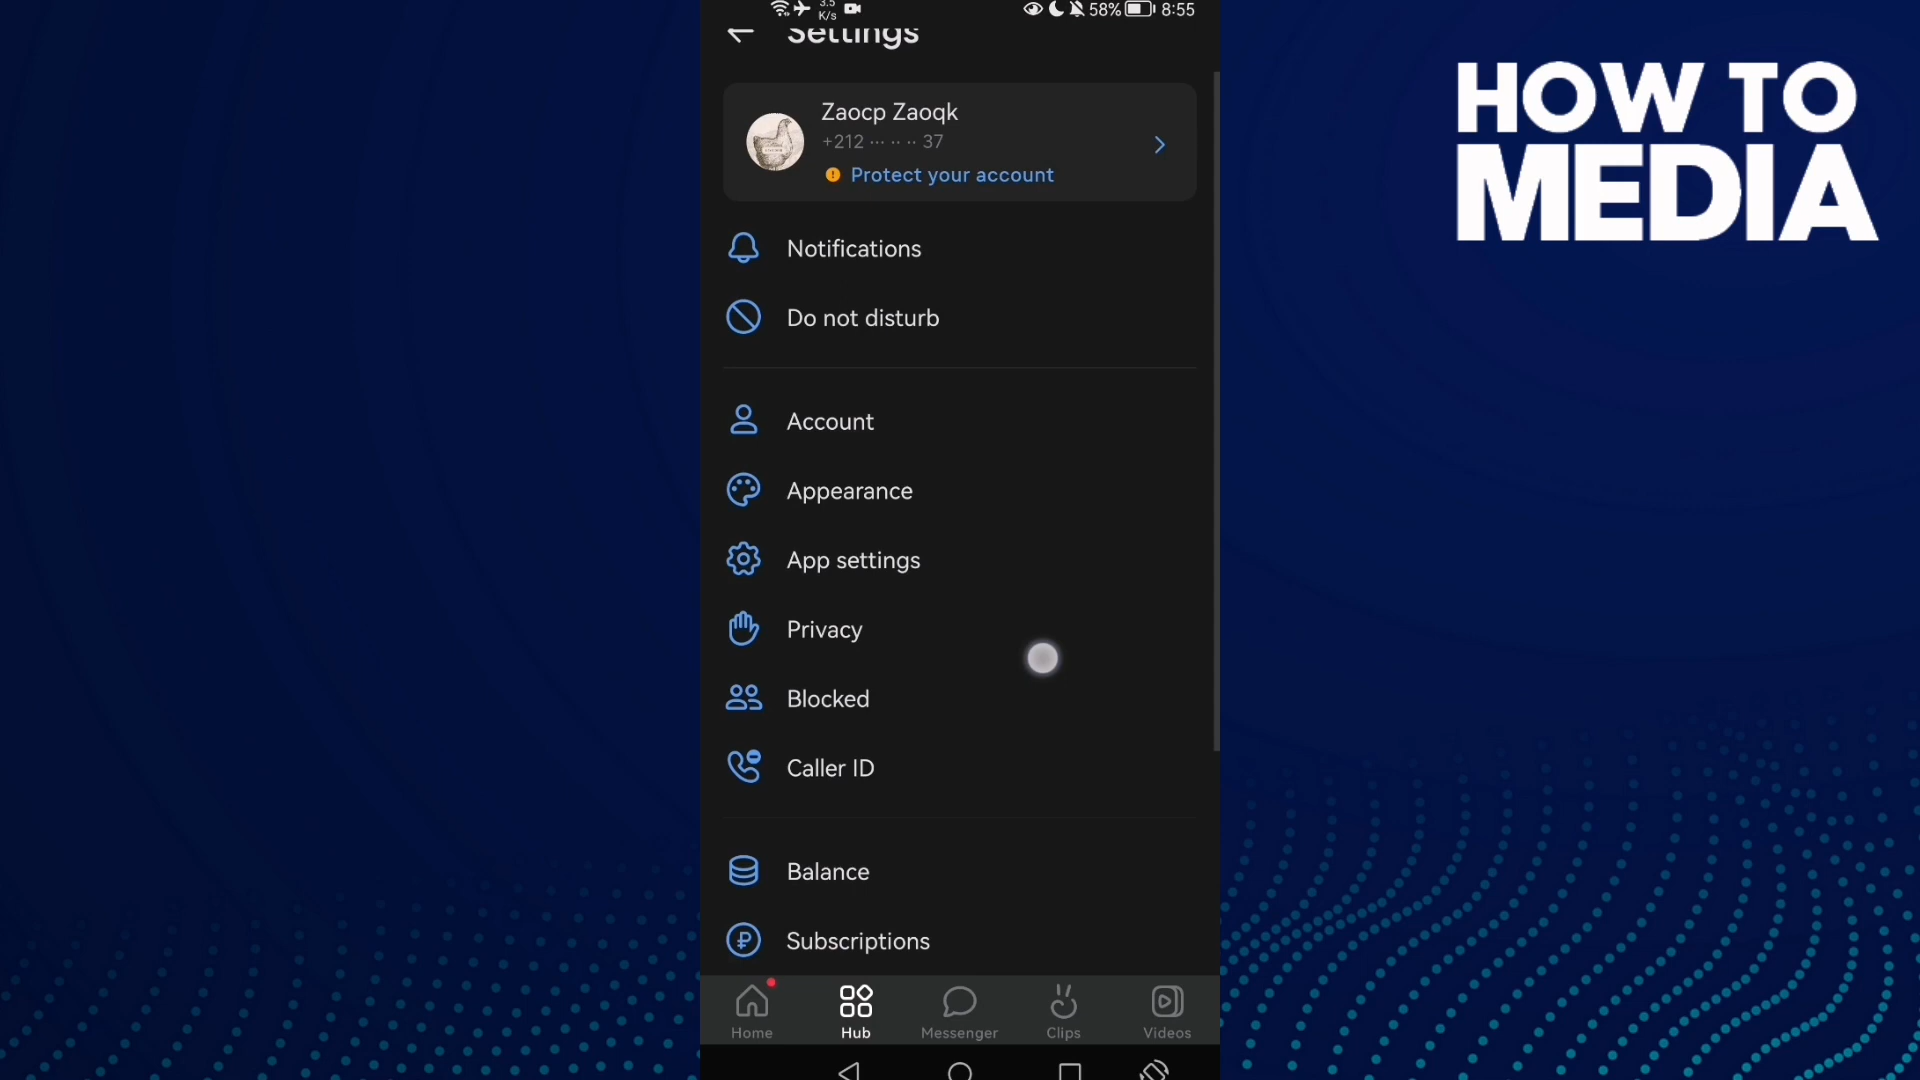 3.5
K/s
58%
8:55
Settings
Zaocp Zaoqk
+212 ... .. .. 37
Protect your account
Notifications
Do not disturb
Account
Appearance
App settings
Privacy
Blocked
Caller ID
Balance
Subscriptions
Home
Hub
Messenger
Clips
Videos
HOW TO
MEDIA